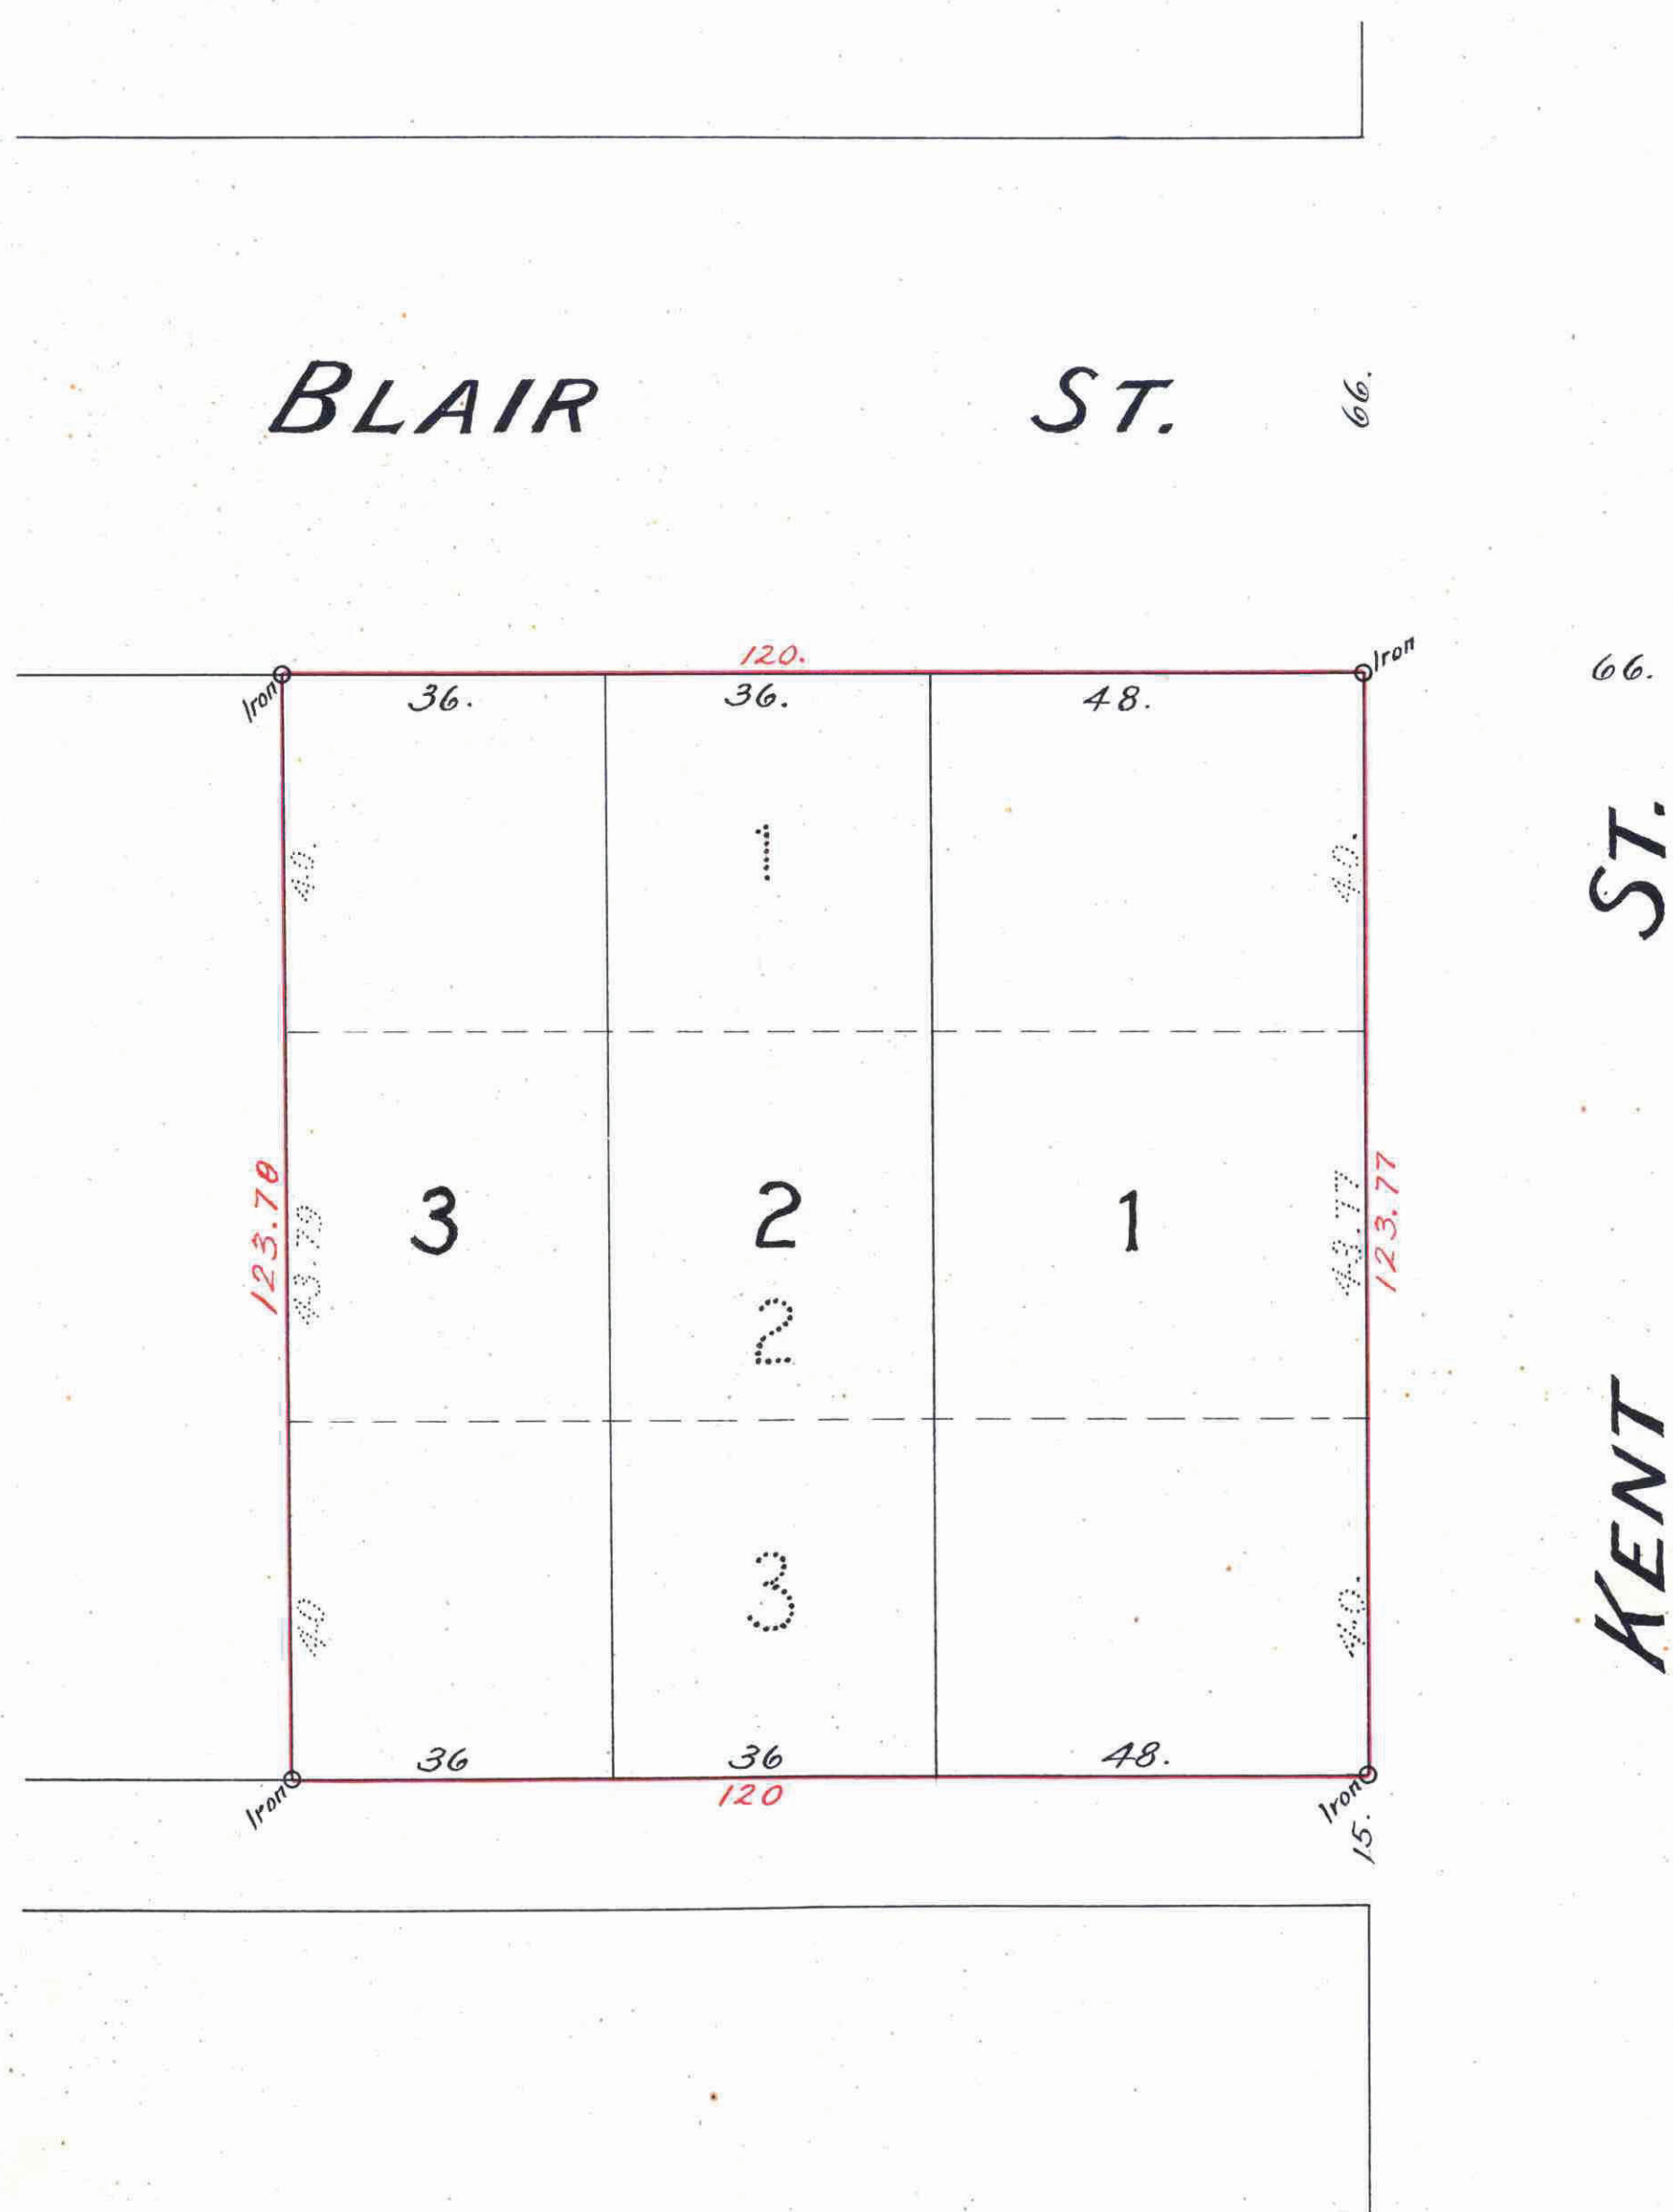 BLAIR ST. 66.
120.
Iron
Iron
66.
36. 36. 48.
40.
1
40.
ST.
123.78
43.79
3
2
1
43.77
123.77
2
KENT
40
3
40.
36 36 48.
120
Iron
Iron
15.